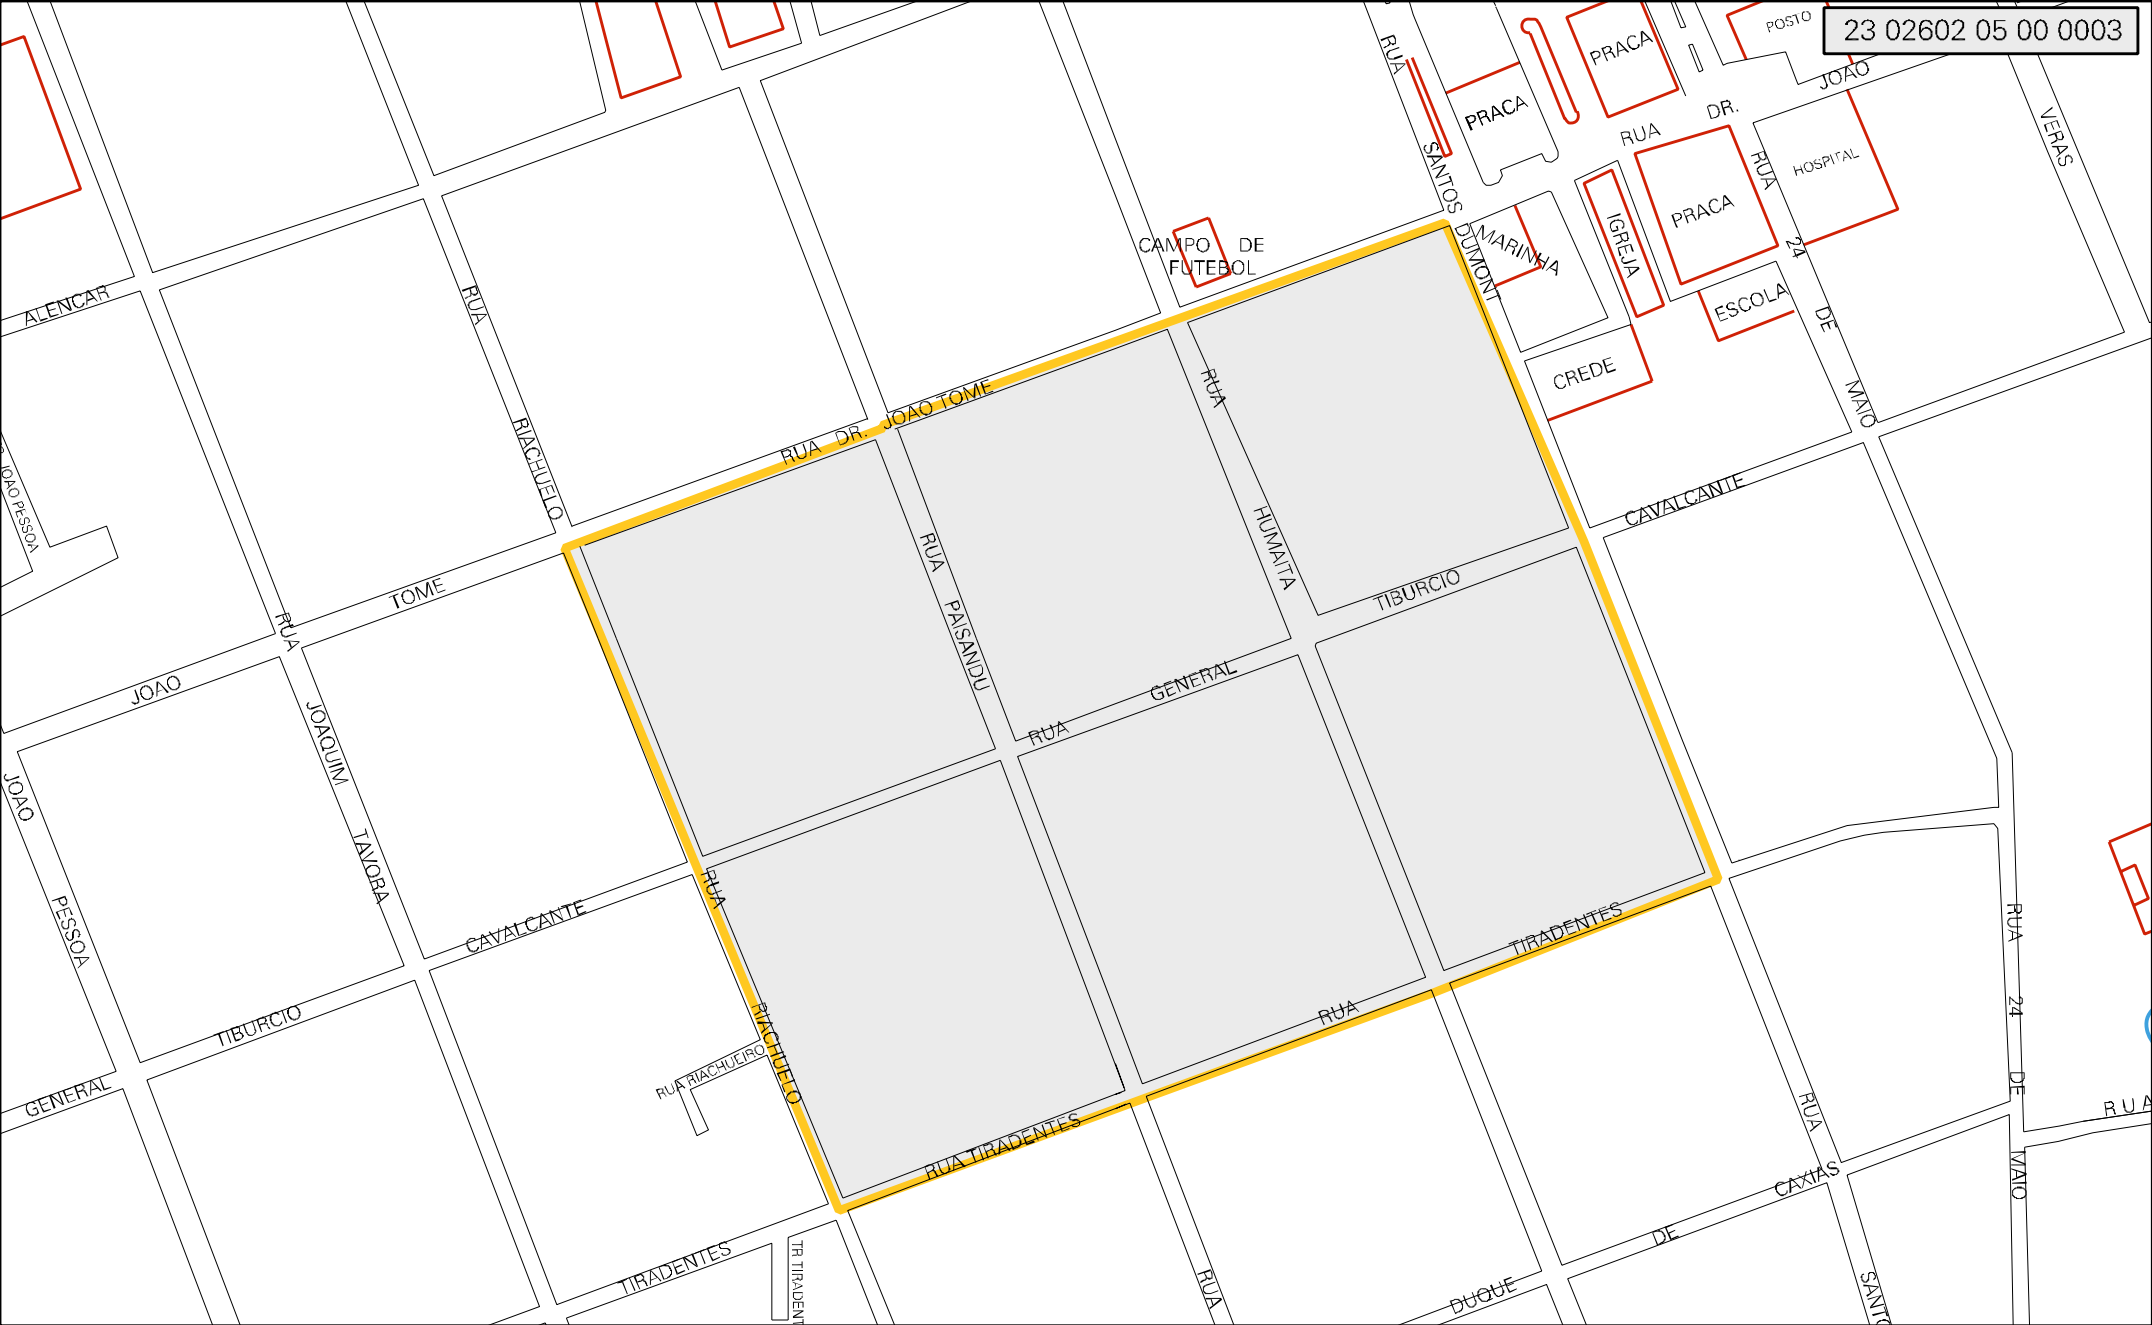 23 02602 05 00 0003
POSTO
PRACA
JOAO
RUA
PRACA
DR.
RUA
VERAS
SANTOS
RUA
HOSPITAL
PRACA
IGREJA
MARINHA
CAMPO DE
FUTEBOL
DUMONT
24
ESCOLA
DE
ALENCAR
RUA
CREDE
RUA
MAIO
JOAO TOME
RUA DR.
RIACHUELO
CAVALCANTE
JOAO PESSOA
RUA
HUMAITA
TOME
TIBURCIO
RUA
PAISANDU
GENERAL
JOAO
RUA
JOAQUIM
JOAO
TAVORA
RUA
CAVALCANTE
TIRADENTES
PESSOA
RUA
RUA
24
TIBURCIO
RIACHUELO
RUA RIACHUEIRO
DE
GENERAL
RUA
RUA
RUA TIRADENTES
MAIO
CAXIAS
DE
TIRADENTES
TR TIRADENT
RUA
DUQUE
SANTO